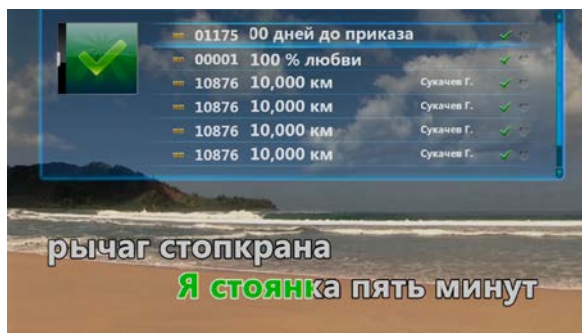 01175 00 дней до приказа
00001 100 % любви
10876 10,000 км Сукачев Г.
10876 10,000 км Сукачев Г.
10876 10,000 км Сукачев Г.
10876 10,000 км Сукачев Г.
рычаг стопкрана
Я стоянка пять минут